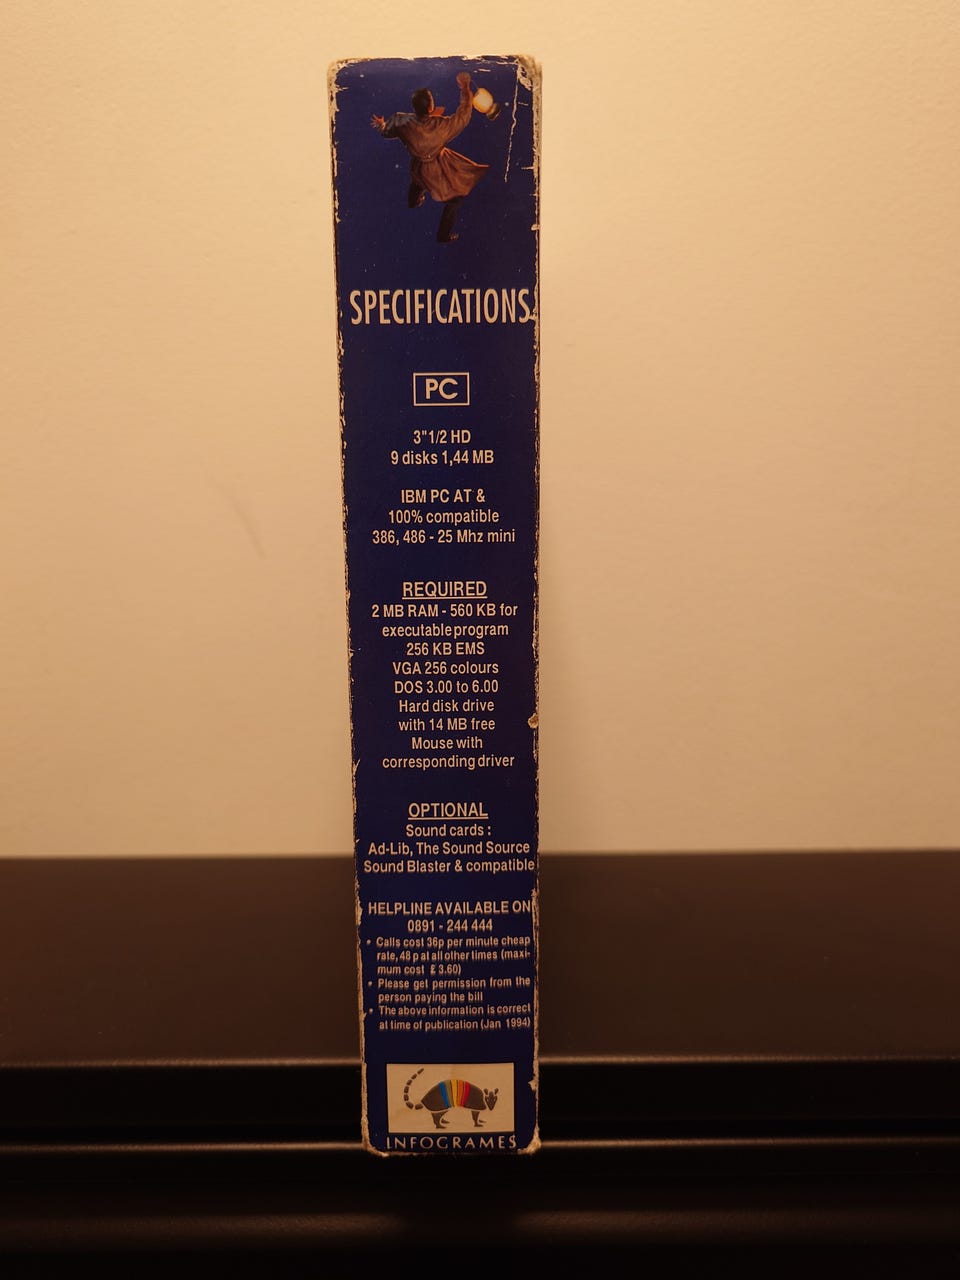 SPECIFICATIONS
PC
3"1/2 HD
9 disks 1,44 MB
IBM PC AT &
100% compatible
386, 486 - 25 Mhz mini
REQUIRED
2 MB RAM - 560 KB for
executable program
256 KB EMS
VGA 256 colours
DOS 3.00 to 6.00
Hard disk drive
with 14 MB free
Mouse with
corresponding driver
OPTIONAL
Sound cards :
Ad-Lib, The Sound Source
Sound Blaster & compatible
HELPLINE AVAILABLE ON
0891 - 244 444
• Calls cost 36p per minute cheap
rate, 48 p at all other times (maxi-
mum cost £ 3.60)
• Please get permission from the
person paying the bill
• The above information is correct
at time of publication (Jan 1994)
INFOGRAMES